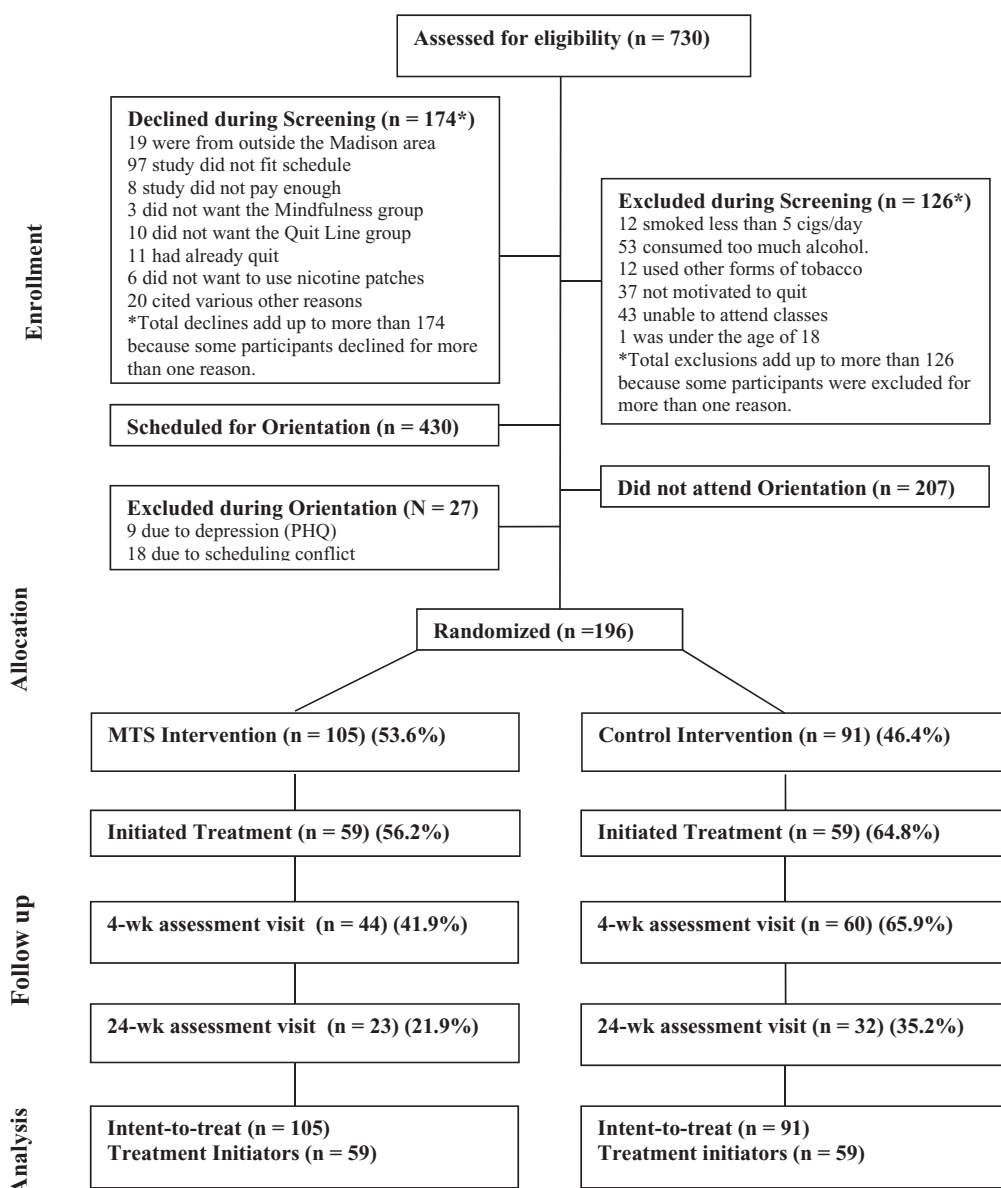 Assessed for eligibility (n = 730)
Enrollment
Declined during Screening (n = 174*)
19 were from outside the Madison area
97 study did not fit schedule
8 study did not pay enough
3 did not want the Mindfulness group
10 did not want the Quit Line group
11 had already quit
6 did not want to use nicotine patches
20 cited various other reasons
*Total declines add up to more than 174
because some participants declined for more
than one reason.
Excluded during Screening (n = 126*)
12 smoked less than 5 cigs/day
53 consumed too much alcohol.
12 used other forms of tobacco
37 not motivated to quit
43 unable to attend classes
1 was under the age of 18
*Total exclusions add up to more than 126
because some participants were excluded for
more than one reason.
Scheduled for Orientation (n = 430)
Did not attend Orientation (n = 207)
Excluded during Orientation (N = 27)
9 due to depression (PHQ)
18 due to scheduling conflict
Allocation
Randomized (n =196)
MTS Intervention (n = 105) (53.6%)
Control Intervention (n = 91) (46.4%)
Initiated Treatment (n = 59) (56.2%)
Initiated Treatment (n = 59) (64.8%)
Follow up
4-wk assessment visit (n = 44) (41.9%)
4-wk assessment visit (n = 60) (65.9%)
24-wk assessment visit (n = 23) (21.9%)
24-wk assessment visit (n = 32) (35.2%)
Analysis
Intent-to-treat (n = 105)
Treatment Initiators (n = 59)
Intent-to-treat (n = 91)
Treatment initiators (n = 59)